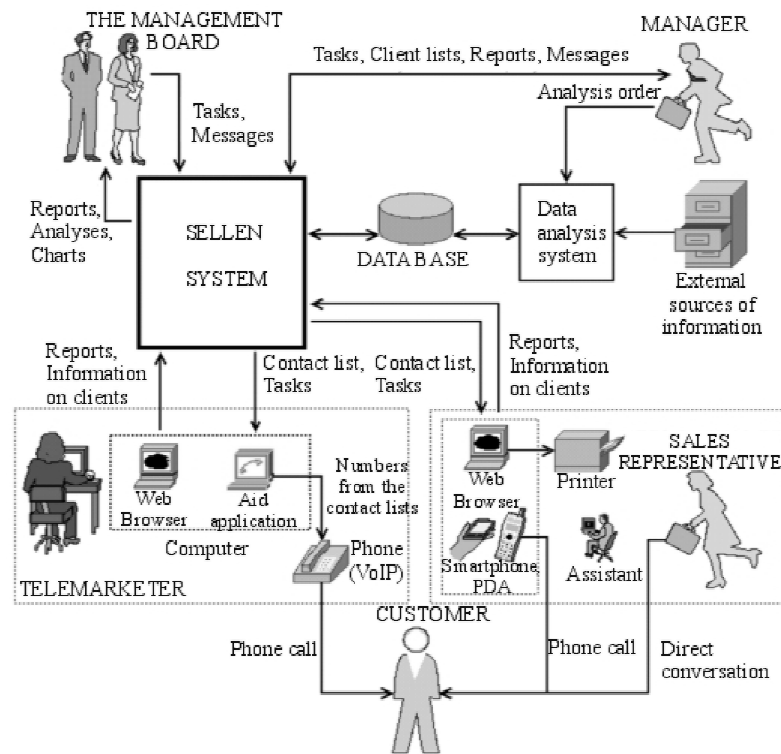 THE MANAGEMENT
BOARD
MANAGER
Tasks, Client lists, Reports, Messages
Analysis order
Tasks,
Messages
Reports,
Analyses,
Charts
SELLEN
SYSTEM
DATA BASE
Data
analysis
system
External
sources of
information
Reports,
Information
on clients
Contact list,
Tasks
Contact list,
Tasks
Reports,
Information
on clients
Web
Browser
Aid
application
Computer
Numbers
from the
contact lists
Phone
(VoIP)
TELEMARKETER
Web
Browser
Printer
SALES
REPRESENTATIVE
Smartphone
PDA
Assistant
CUSTOMER
Phone call
Phone call
Direct
conversation